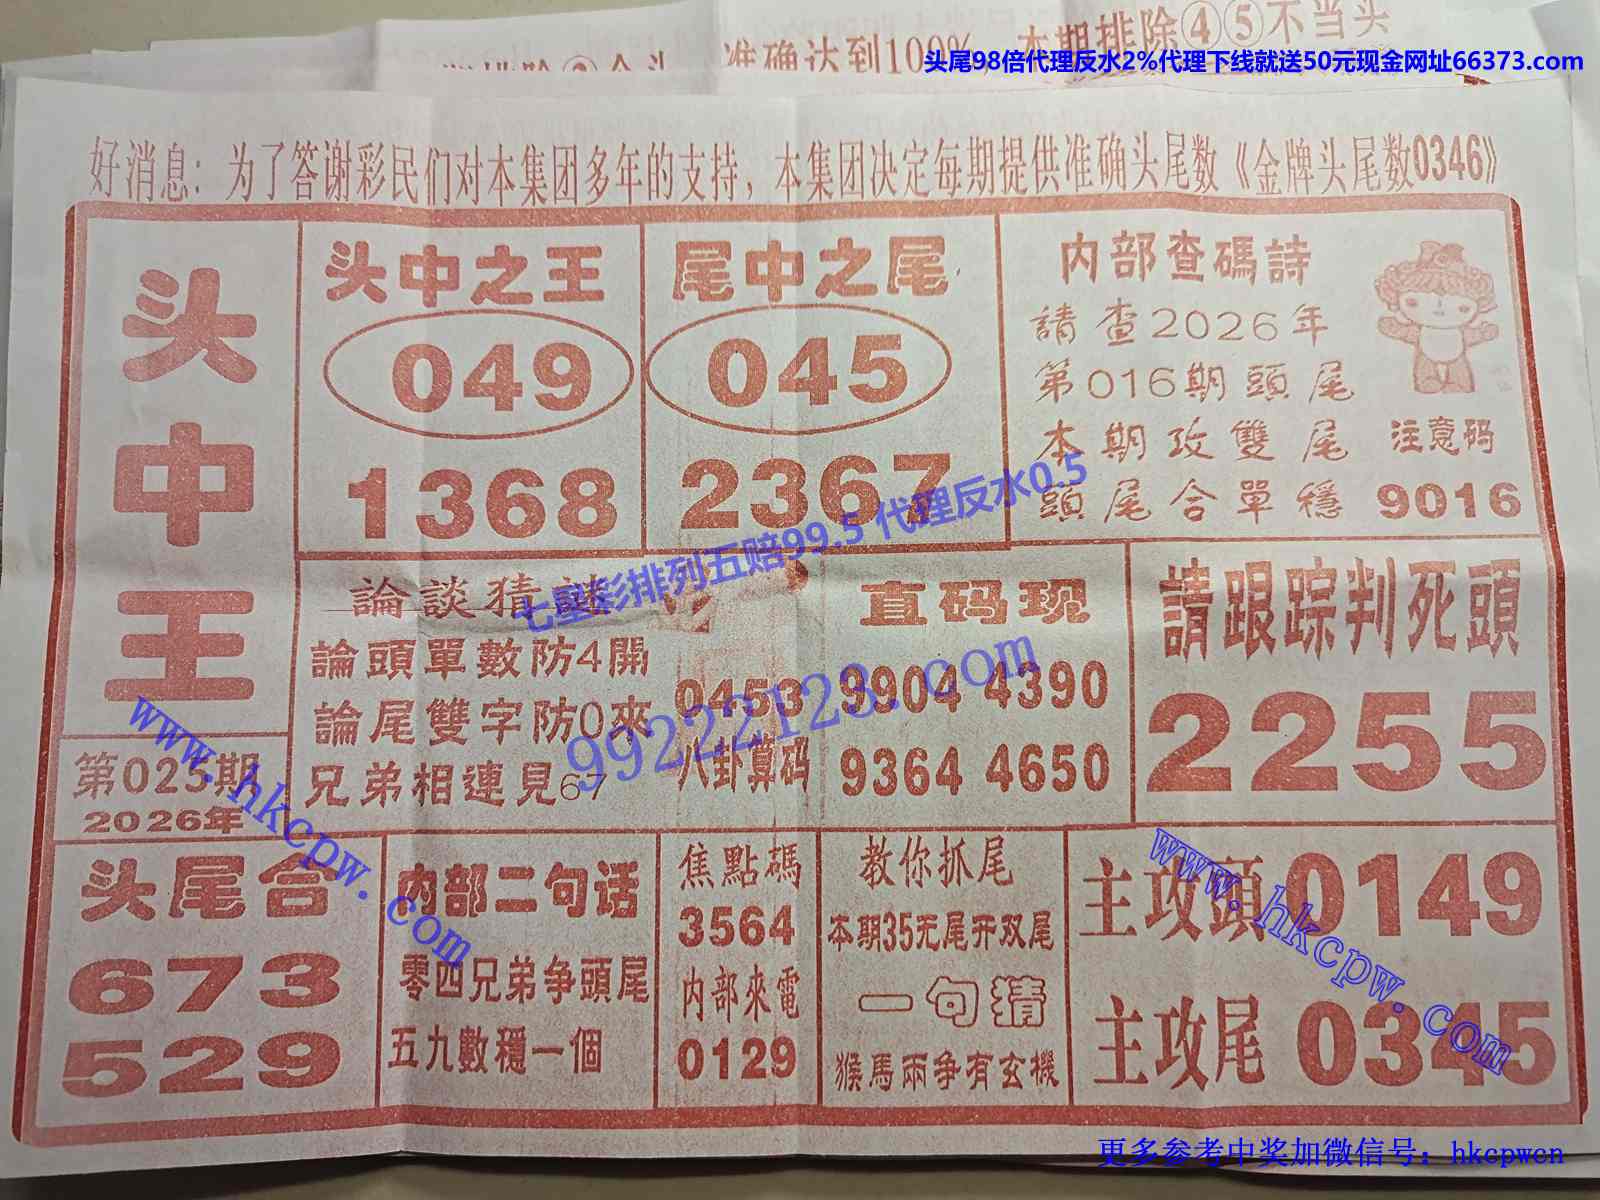 准确达到100%,本期排除④⑤不当头
头尾98倍代理反水2%代理下线就送50元现金网址66373.com
好消息:为了答谢彩民们对本集团多年的支持,本集团决定每期提供准确头尾数《金牌头尾数0346》
头中王
第025期
2026年
头中之王
049
1368
尾中之尾
045
2367
内部查碼詩
請查2026年
第016期頭尾
本期攻雙尾
頭尾合單穩
注意码
9016
論談猜謎
論頭單數防4開
論尾雙字防0來
兄弟相連見67
0453
八卦算码
直码现
9904 4390
9364 4650
請跟踪判死頭
2255
头尾合
673
529
内部二句话
零四兄弟争頭尾
五九數穩一個
焦點碼
3564
内部來電
0129
教你抓尾
本期35无尾开双尾
一句猜
猴馬兩争有玄機
主攻頭0149
主攻尾0345
七星彩排列五赔99.5 代理反水0.5
99222123.com
www.hkcpw.com
www.hkcpw.com
更多参考中奖加微信号:hkcpwcn